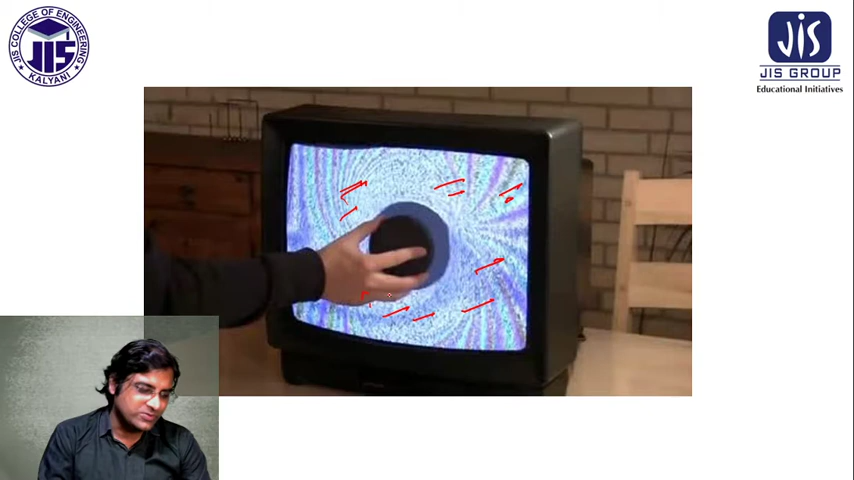 JIS COLLEGE OF ENGINEERING
JIS
KALYANI
JIS
JIS GROUP
Educational Initiatives